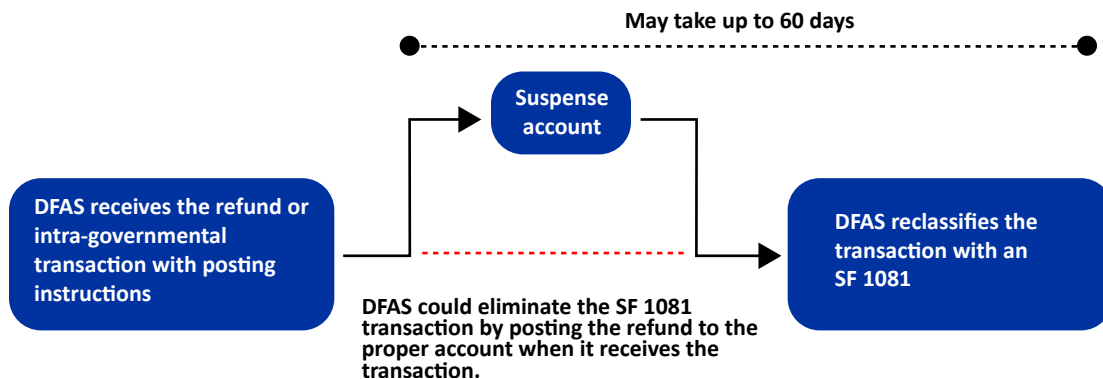 May take up to 60 days
Suspense
account
DFAS receives the refund or
intra-governmental
transaction with posting
instructions
DFAS reclassifies the
transaction with an
SF 1081
DFAS could eliminate the SF 1081
transaction by posting the refund to the
proper account when it receives the
transaction.